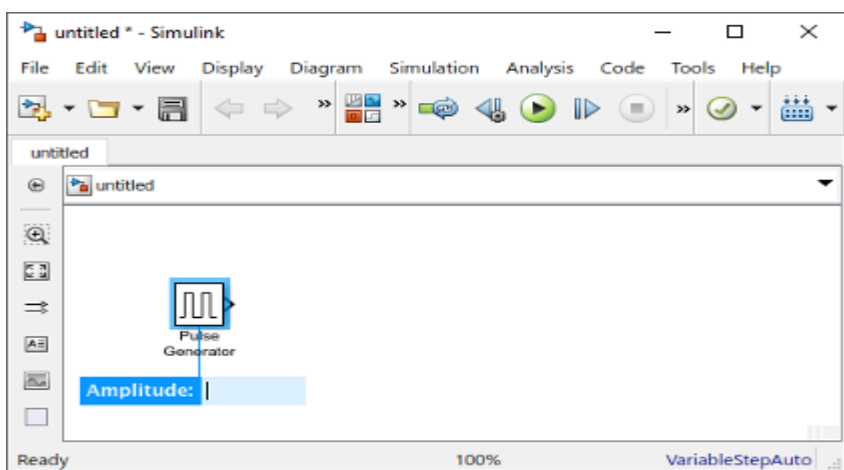 untitled * - Simulink
File Edit View Display Diagram Simulation Analysis Code Tools Help
untitled
untitled
Pulse
Generator
Amplitude:
Ready 100% VariableStepAuto